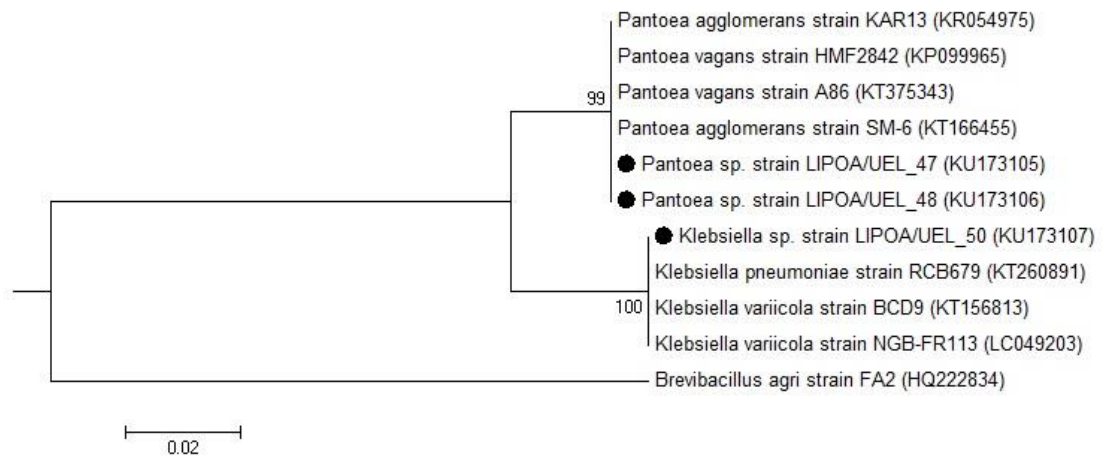 Pantoea agglomerans strain KAR13 (KR054975)
Pantoea vagans strain HMF2842 (KP099965)
99
Pantoea vagans strain A86 (KT375343)
Pantoea agglomerans strain SM-6 (KT166455)
Pantoea sp. strain LIPOA/UEL_47 (KU173105)
Pantoea sp. strain LIPOA/UEL_48 (KU173106)
Klebsiella sp. strain LIPOA/UEL_50 (KU173107)
Klebsiella pneumoniae strain RCB679 (KT260891)
100
Klebsiella variicola strain BCD9 (KT156813)
Klebsiella variicola strain NGB-FR113 (LC049203)
Brevibacillus agri strain FA2 (HQ222834)
0.02